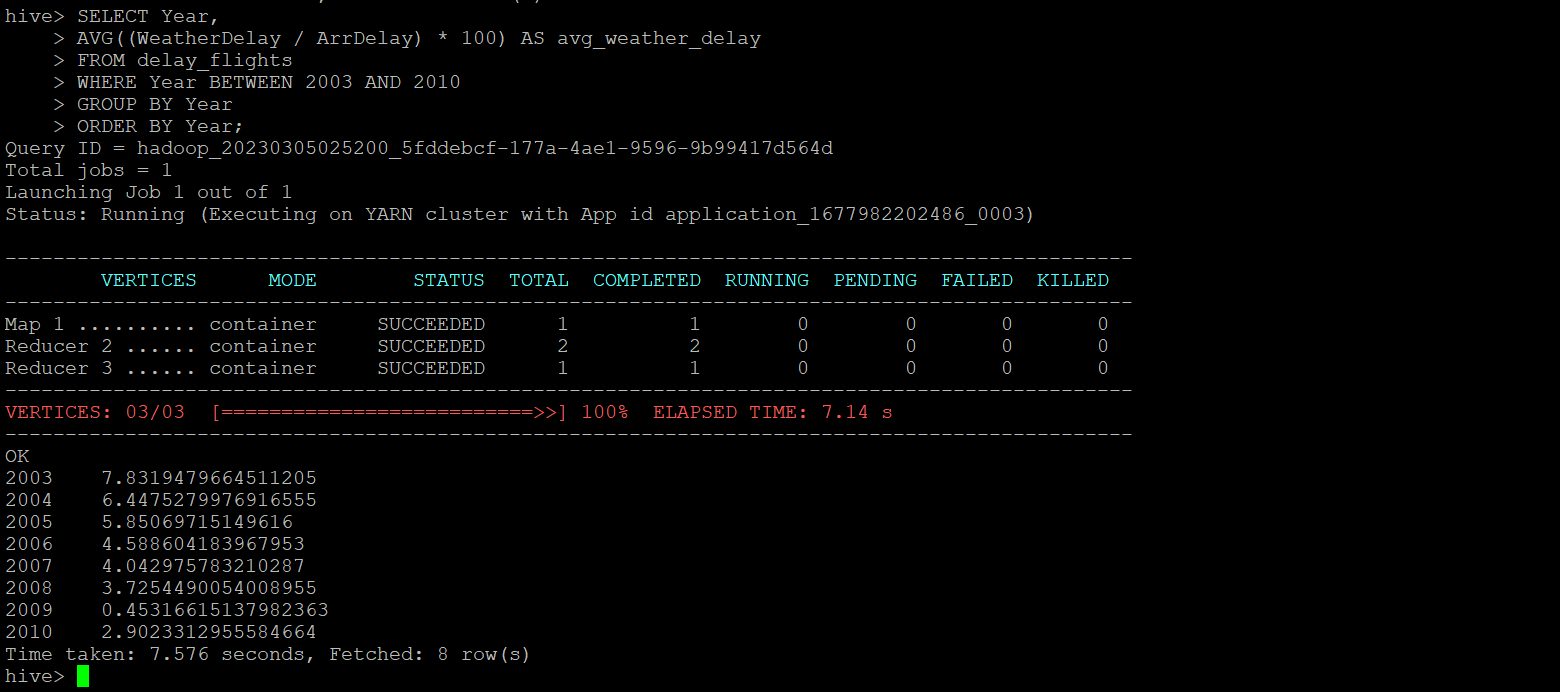 hive> SELECT Year,
    > AVG((WeatherDelay / ArrDelay) * 100) AS avg_weather_delay
    > FROM delay_flights
    > WHERE Year BETWEEN 2003 AND 2010
    > GROUP BY Year
    > ORDER BY Year;
Query ID = hadoop_20230305025200_5fddebcf-177a-4ae1-9596-9b99417d564d
Total jobs = 1
Launching Job 1 out of 1
Status: Running (Executing on YARN cluster with App id application_1677982202486_0003)

----------------------------------------------------------------------------------------------
        VERTICES      MODE        STATUS  TOTAL  COMPLETED  RUNNING  PENDING  FAILED  KILLED
----------------------------------------------------------------------------------------------
Map 1 .......... container     SUCCEEDED      1          1        0        0       0       0
Reducer 2 ...... container     SUCCEEDED      2          2        0        0       0       0
Reducer 3 ...... container     SUCCEEDED      1          1        0        0       0       0
----------------------------------------------------------------------------------------------
VERTICES: 03/03  [==========================>>] 100%  ELAPSED TIME: 7.14 s
----------------------------------------------------------------------------------------------
OK
2003    7.8319479664511205
2004    6.4475279976916555
2005    5.85069715149616
2006    4.588604183967953
2007    4.042975783210287
2008    3.7254490054008955
2009    0.45316615137982363
2010    2.9023312955584664
Time taken: 7.576 seconds, Fetched: 8 row(s)
hive>